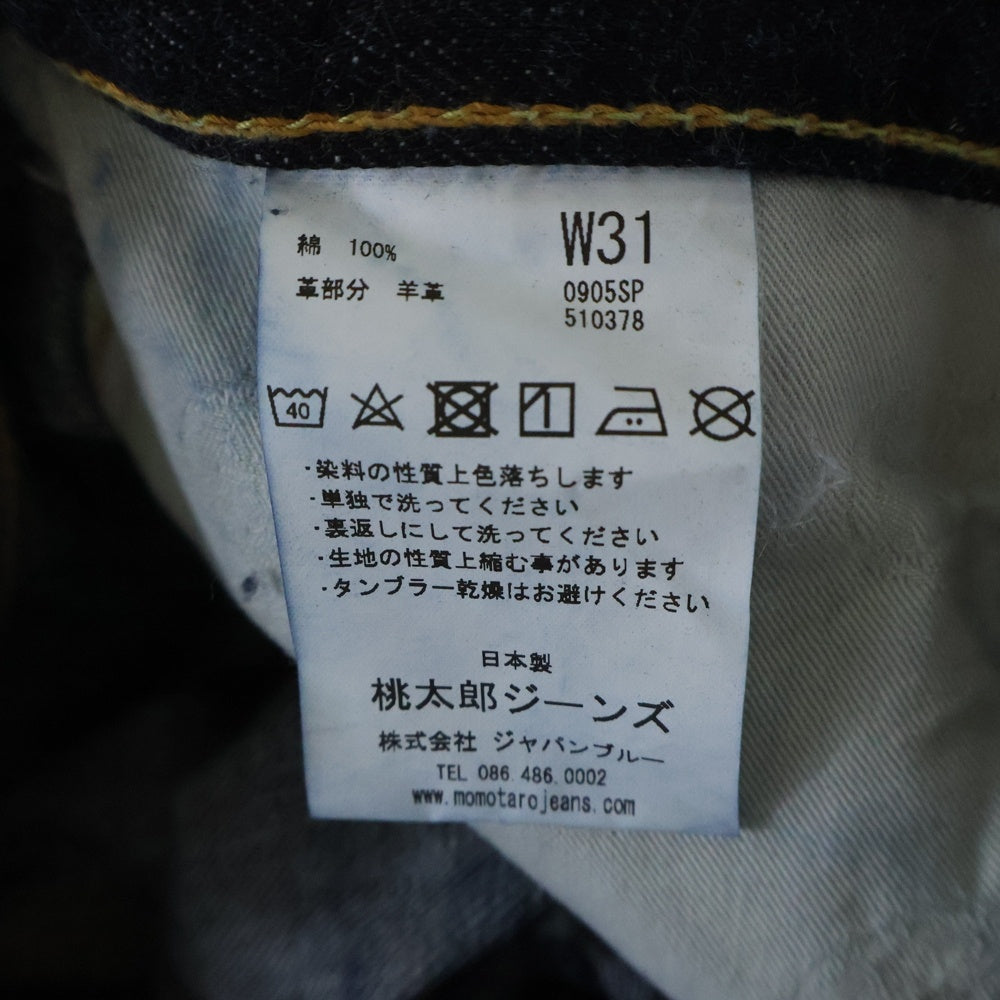 綿 100%
革部分 羊革
W31
0905SP
510378
40
・染料の性質上色落ちします
・単独で洗ってください
・裏返しにして洗ってください
・生地の性質上縮む事があります
・タンブラー乾燥はお避けください
日本製
桃太郎ジーンズ
株式会社 ジャパンブルー
TEL 086.486.0002
www.momotarojeans.com